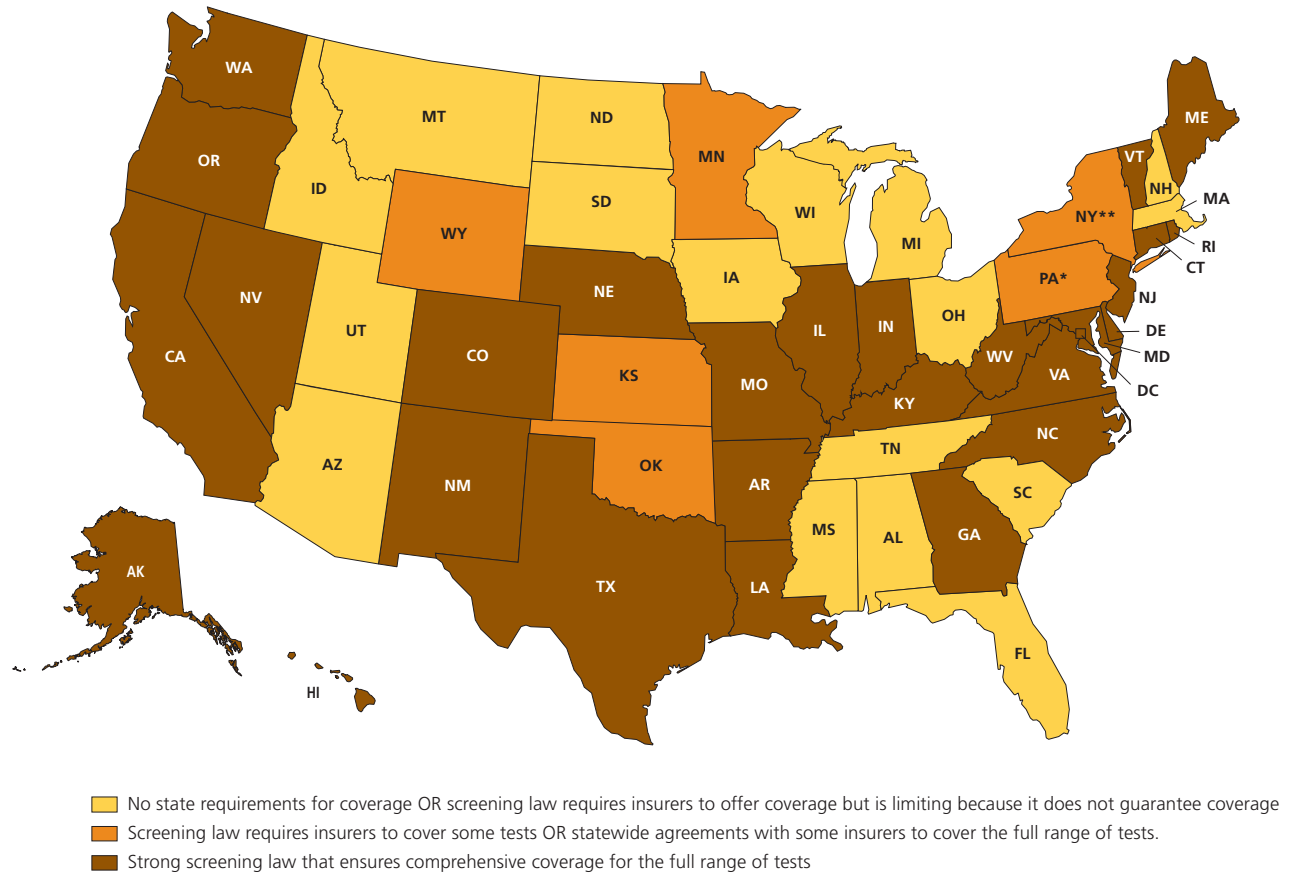 WA
MT
ND
MN
ME
OR
VT
ID
SD
NH
WI
MA
NY**
WY
MI
RI
CT
IA
PA*
NE
NJ
NV
OH
UT
IL
IN
DE
CO
WV
MD
CA
KS
MO
VA
DC
KY
NC
TN
AZ
OK
NM
AR
SC
MS
AL
GA
AK
TX
LA
FL
HI
No state requirements for coverage OR screening law requires insurers to offer coverage but is limiting because it does not guarantee coverage
Screening law requires insurers to cover some tests OR statewide agreements with some insurers to cover the full range of tests.
Strong screening law that ensures comprehensive coverage for the full range of tests